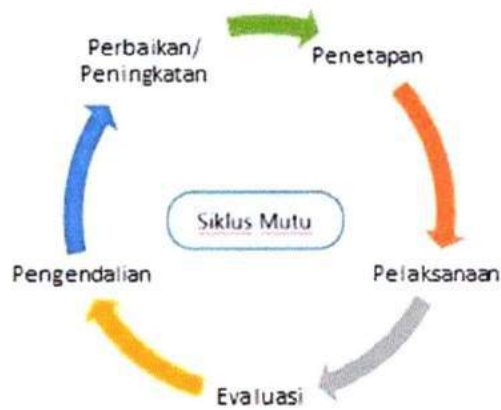 Perbaikan/
Peningkatan
Penetapan
Siklus Mutu
Pengendalian
Pelaksanaan
Evaluasi